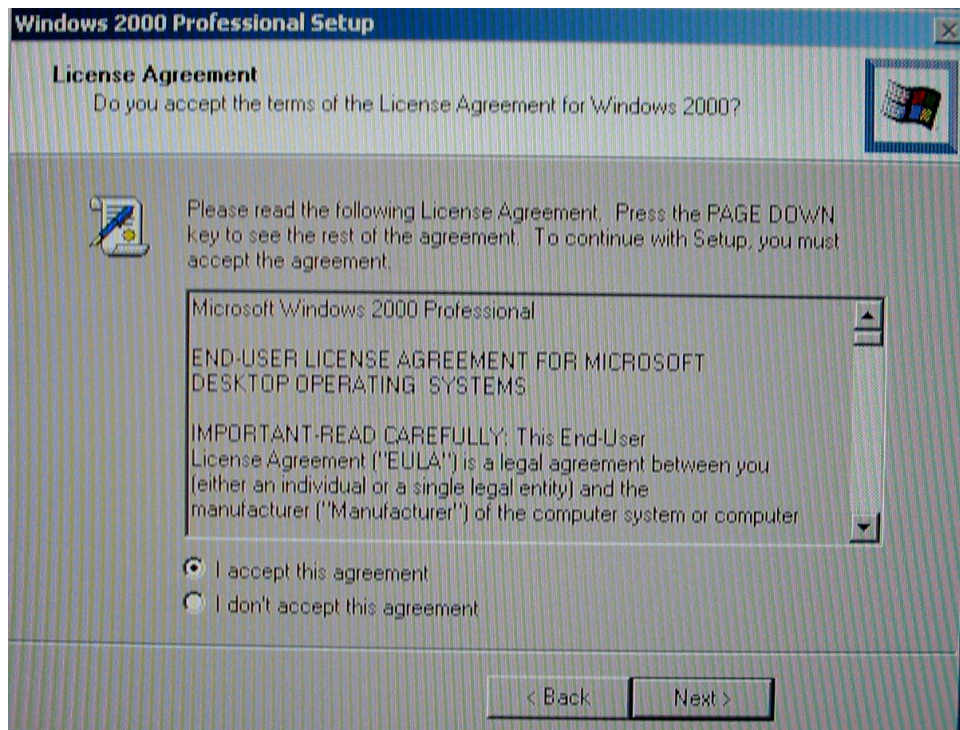 Windows 2000 Professional Setup
License Agreement
Do you accept the terms of the License Agreement for Windows 2000?
Please read the following License Agreement. Press the PAGE DOWN
key to see the rest of the agreement. To continue with Setup, you must
accept the agreement.
Microsoft Windows 2000 Professional
END-USER LICENSE AGREEMENT FOR MICROSOFT
DESKTOP OPERATING SYSTEMS
IMPORTANT-READ CAREFULLY: This End-User
License Agreement ("EULA") is a legal agreement between you
(either an individual or a single legal entity) and the
manufacturer ("Manufacturer") of the computer system or computer
I accept this agreement
I don't accept this agreement
< Back Next >